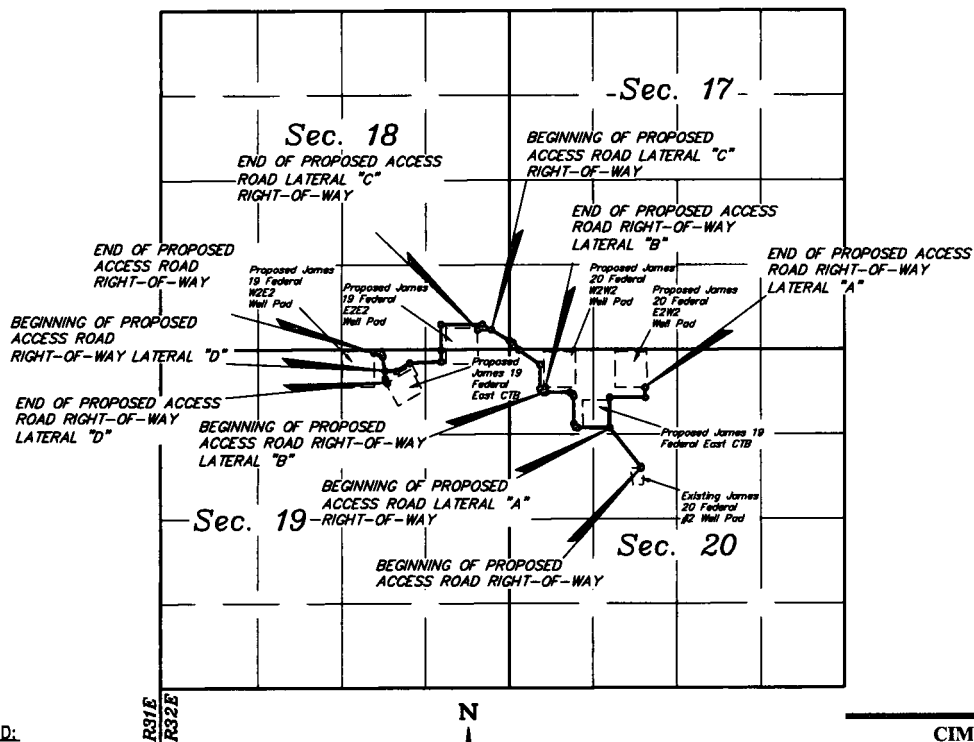 Sec. 17
Sec. 18
BEGINNING OF PROPOSED
ACCESS ROAD LATERAL "C"
RIGHT-OF-WAY
END OF PROPOSED ACCESS
ROAD LATERAL "C"
RIGHT-OF-WAY
END OF PROPOSED ACCESS
ROAD RIGHT-OF-WAY
LATERAL "B"
END OF PROPOSED
ACCESS ROAD
RIGHT-OF-WAY
END OF PROPOSED ACCESS
ROAD RIGHT-OF-WAY
LATERAL "A"
Proposed James
19 Federal
W2E2
Well Pad
Proposed James
19 Federal
E2E2
Well Pad
Proposed James
20 Federal
W2W2
Well Pad
Proposed James
20 Federal
E2W2
Well Pad
BEGINNING OF PROPOSED
ACCESS ROAD
RIGHT-OF-WAY LATERAL "D"
Proposed
James 19
Federal
East CTB
END OF PROPOSED ACCESS
ROAD RIGHT-OF-WAY
LATERAL "D"
BEGINNING OF PROPOSED
ACCESS ROAD RIGHT-OF-WAY
LATERAL "B"
Proposed James 19
Federal East CTB
BEGINNING OF PROPOSED
ACCESS ROAD LATERAL "A"
RIGHT-OF-WAY
Existing James
20 Federal
#2 Well Pad
Sec. 19
Sec. 20
BEGINNING OF PROPOSED
ACCESS ROAD RIGHT-OF-WAY
R31E
R32E
N
D:
CIM